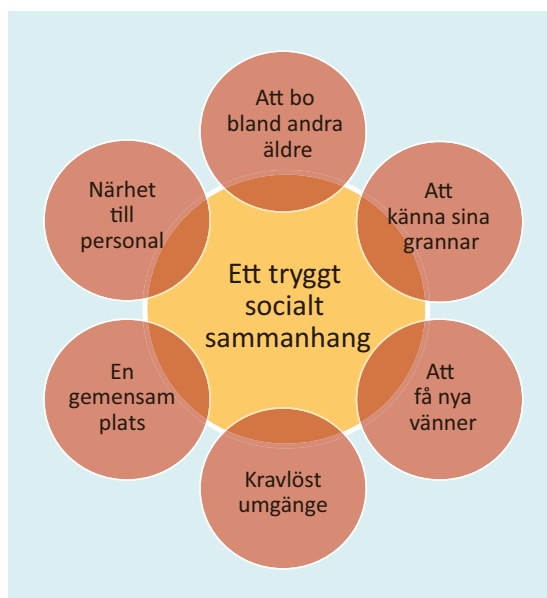 Att bo
bland andra
äldre
Närhet
till
personal
Att
känna sina
grannar
Ett tryggt
socialt
sammanhang
En
gemensam
plats
Att
få nya
vänner
Kravlöst
umgänge